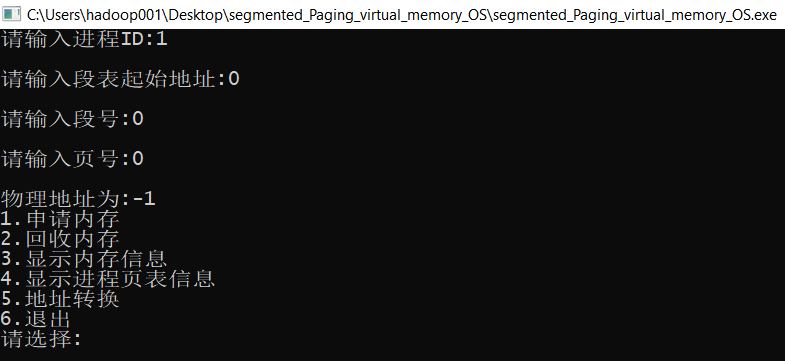 C:\Users\hadoop001\Desktop\segmented_Paging_virtual_memory_OS\segmented_Paging_virtual_memory_OS.exe
请输入进程ID:1
请输入段表起始地址:0
请输入段号:0
请输入页号:0
物理地址为:-1
1.申请内存
2.回收内存
3.显示内存信息
4.显示进程页表信息
5.地址转换
6.退出
请选择: